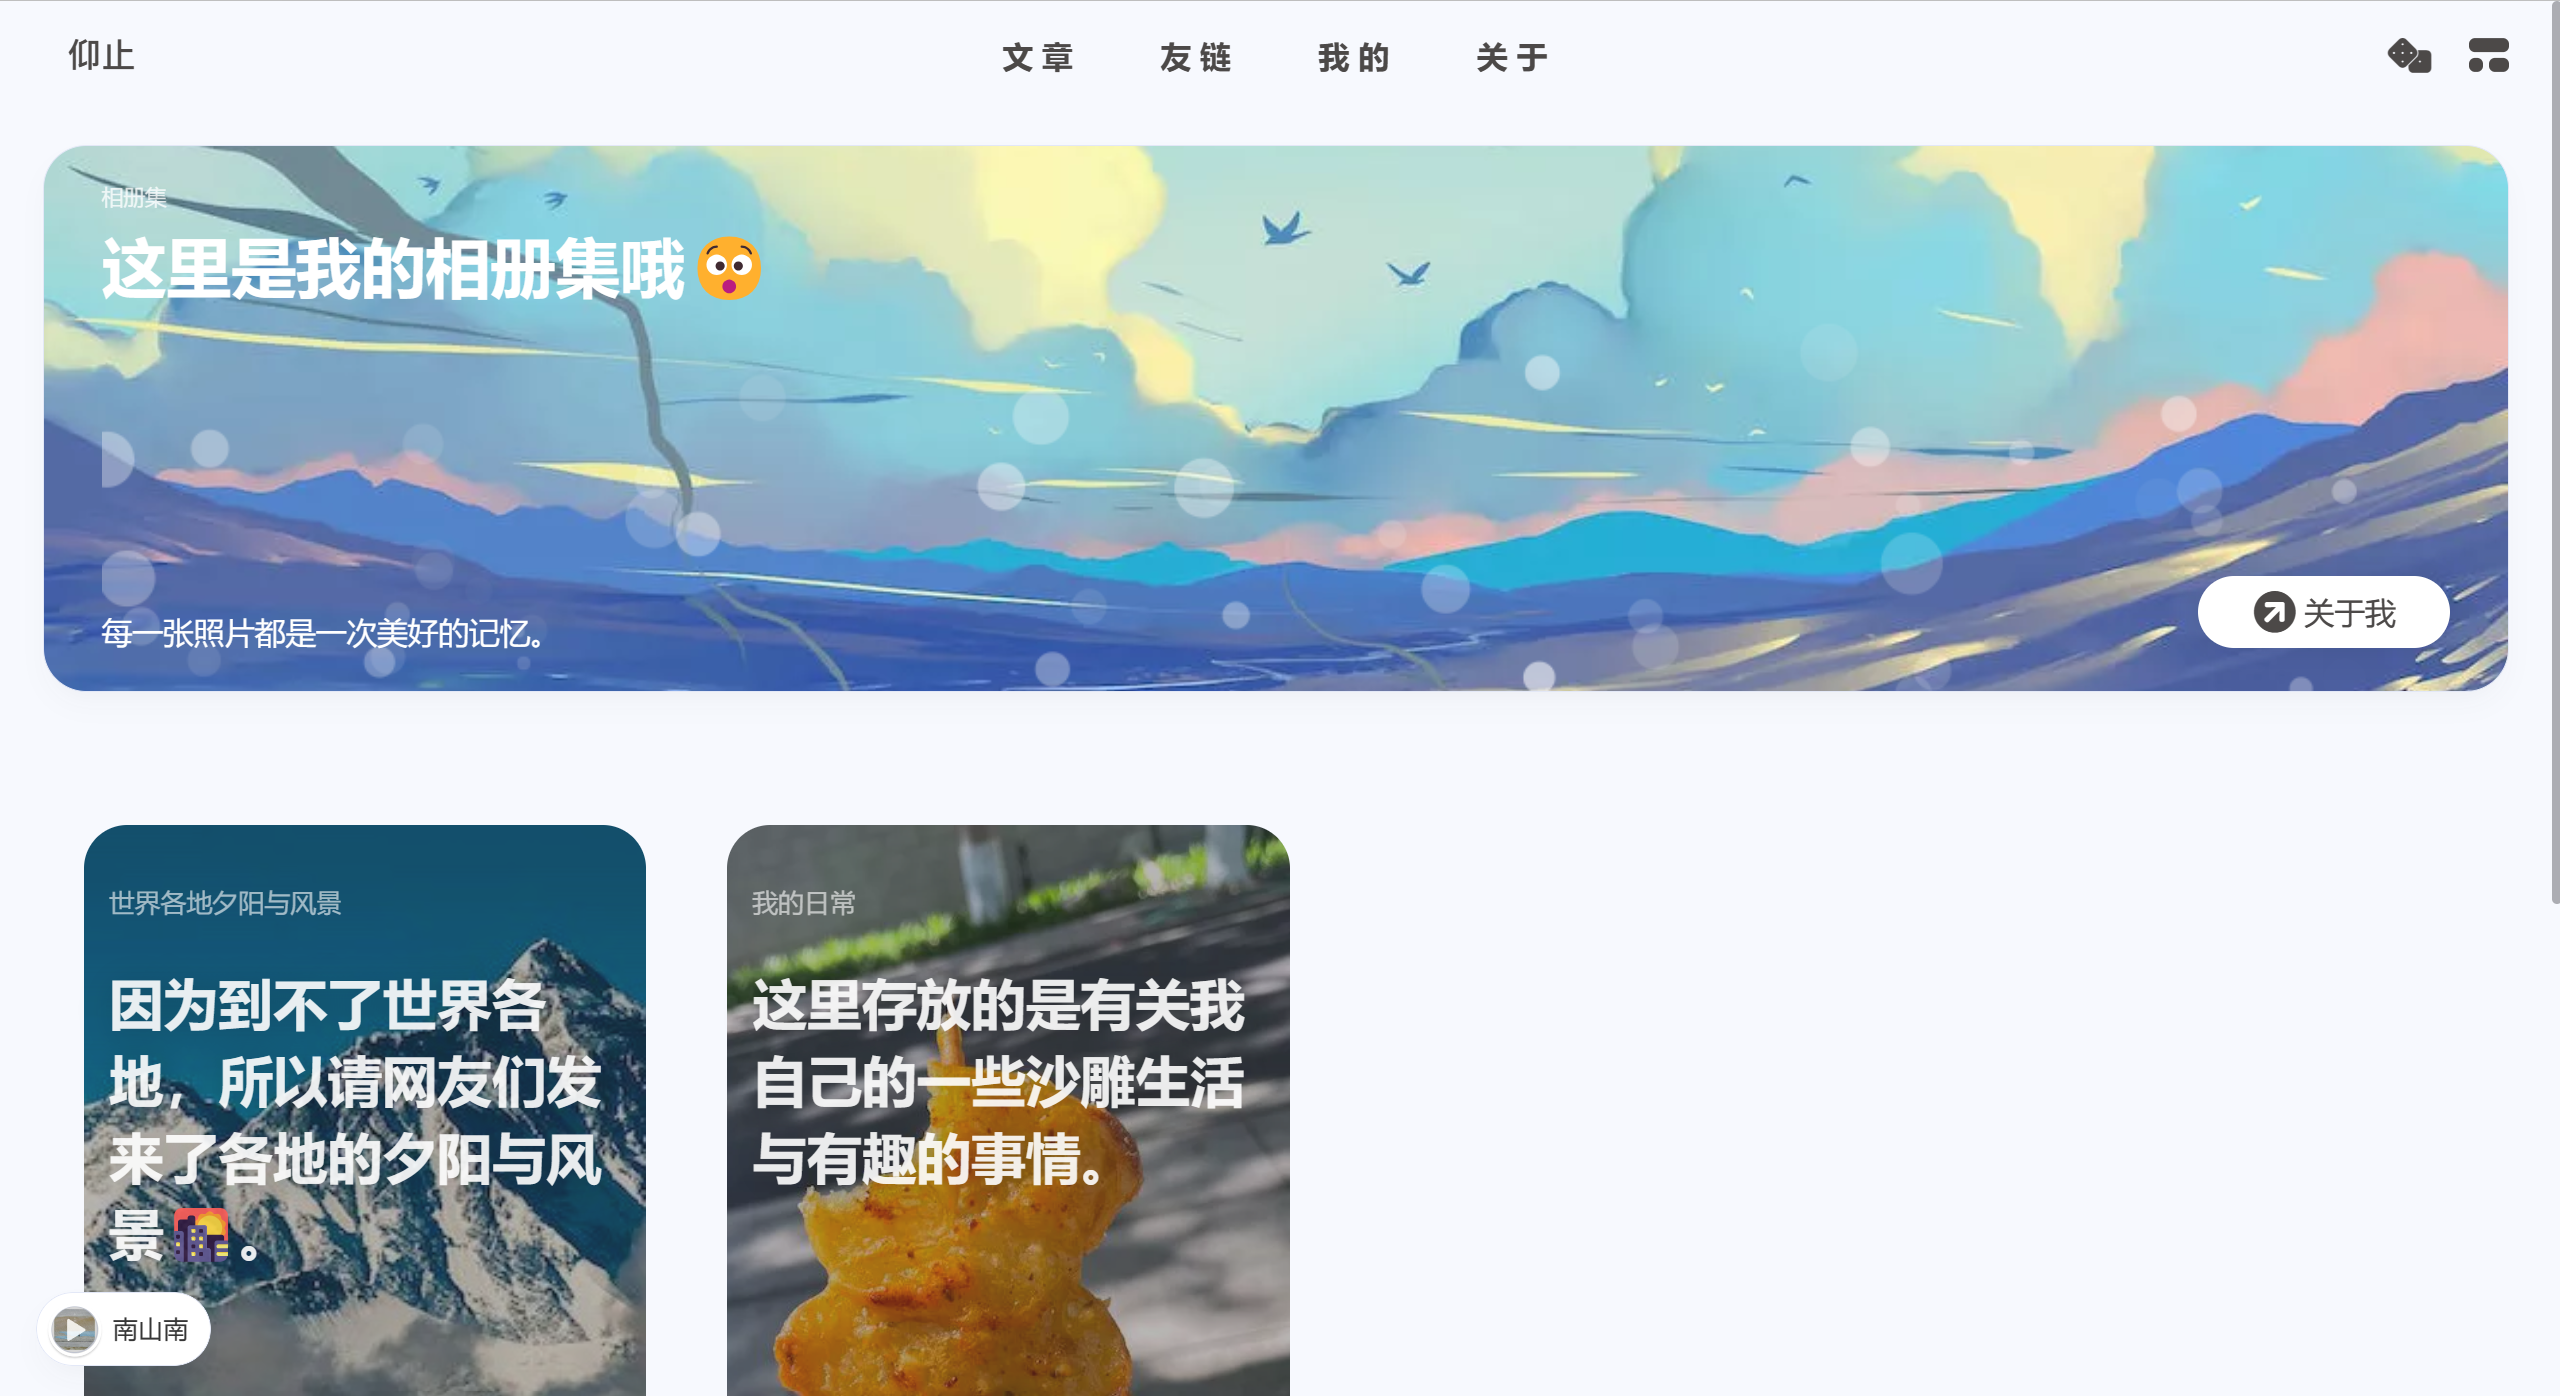 仰止
文章 友链 我的 关于
相册集
这里是我的相册集哦😲
每一张照片都是一次美好的记忆。
关于我
世界各地夕阳与风景
因为到不了世界各
地，所以请网友们发
来了各地的夕阳与风
景🌇。
我的日常
这里存放的是有关我
自己的一些沙雕生活
与有趣的事情。
南山南